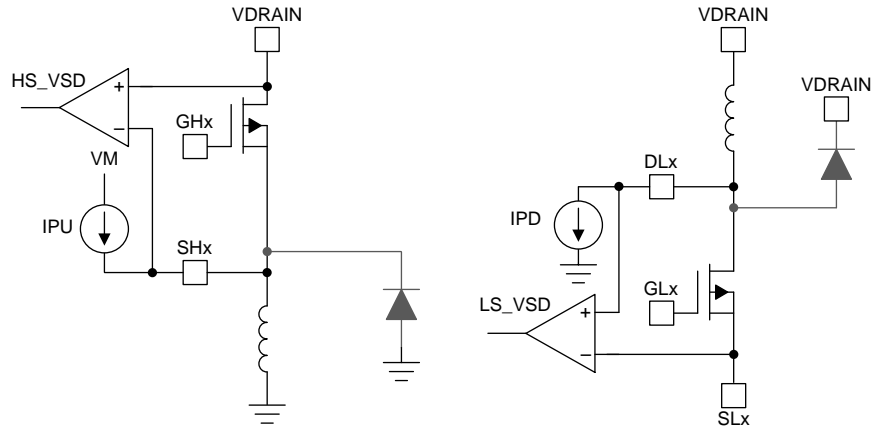 VDRAIN
HS_VSD
+
−
GHx
VM
IPU
SHx
VDRAIN
VDRAIN
DLx
IPD
GLx
LS_VSD
+
−
SLx